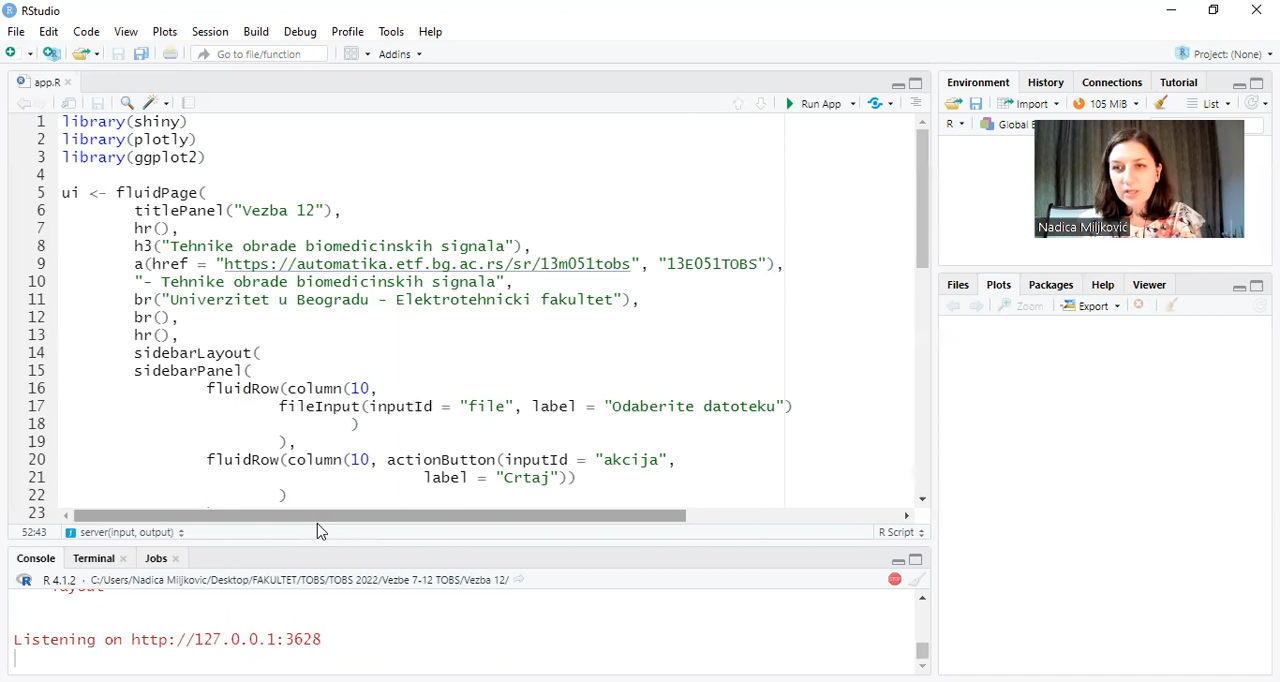 RStudio
File Edit Code View Plots Session Build Debug Profile Tools Help
Go to file/function Addins Project: (None)
app.R
Run App
1 library(shiny)
2 library(plotly)
3 library(ggplot2)
4
5 ui <- fluidPage(
6 titlePanel("Vezba 12"),
7 hr(),
8 h3("Tehnike obrade biomedicinskih signala"),
9 a(href = "https://automatika.etf.bg.ac.rs/sr/13m051tobs", "13E051TOBS"),
10 "- Tehnike obrade biomedicinskih signala",
11 br("Univerzitet u Beogradu - Elektrotehnicki fakultet"),
12 br(),
13 hr(),
14 sidebarLayout(
15 sidebarPanel(
16 fluidRow(column(10,
17 fileInput(inputId = "file", label = "Odaberite datoteku")
18 )
19 ),
20 fluidRow(column(10, actionButton(inputId = "akcija",
21 label = "Crtaj"))
22 )
23
52:43 server(input, output) R Script
Console Terminal Jobs
R 4.1.2 · C:/Users/Nadica Miljkovic/Desktop/FAKULTET/TOBS/TOBS 2022/Vezbe 7-12 TOBS/Vezba 12/
layout
Listening on http://127.0.0.1:3628
Environment History Connections Tutorial
Import 105 MiB List
R Global
Nadica Miljković
Files Plots Packages Help Viewer
Zoom Export